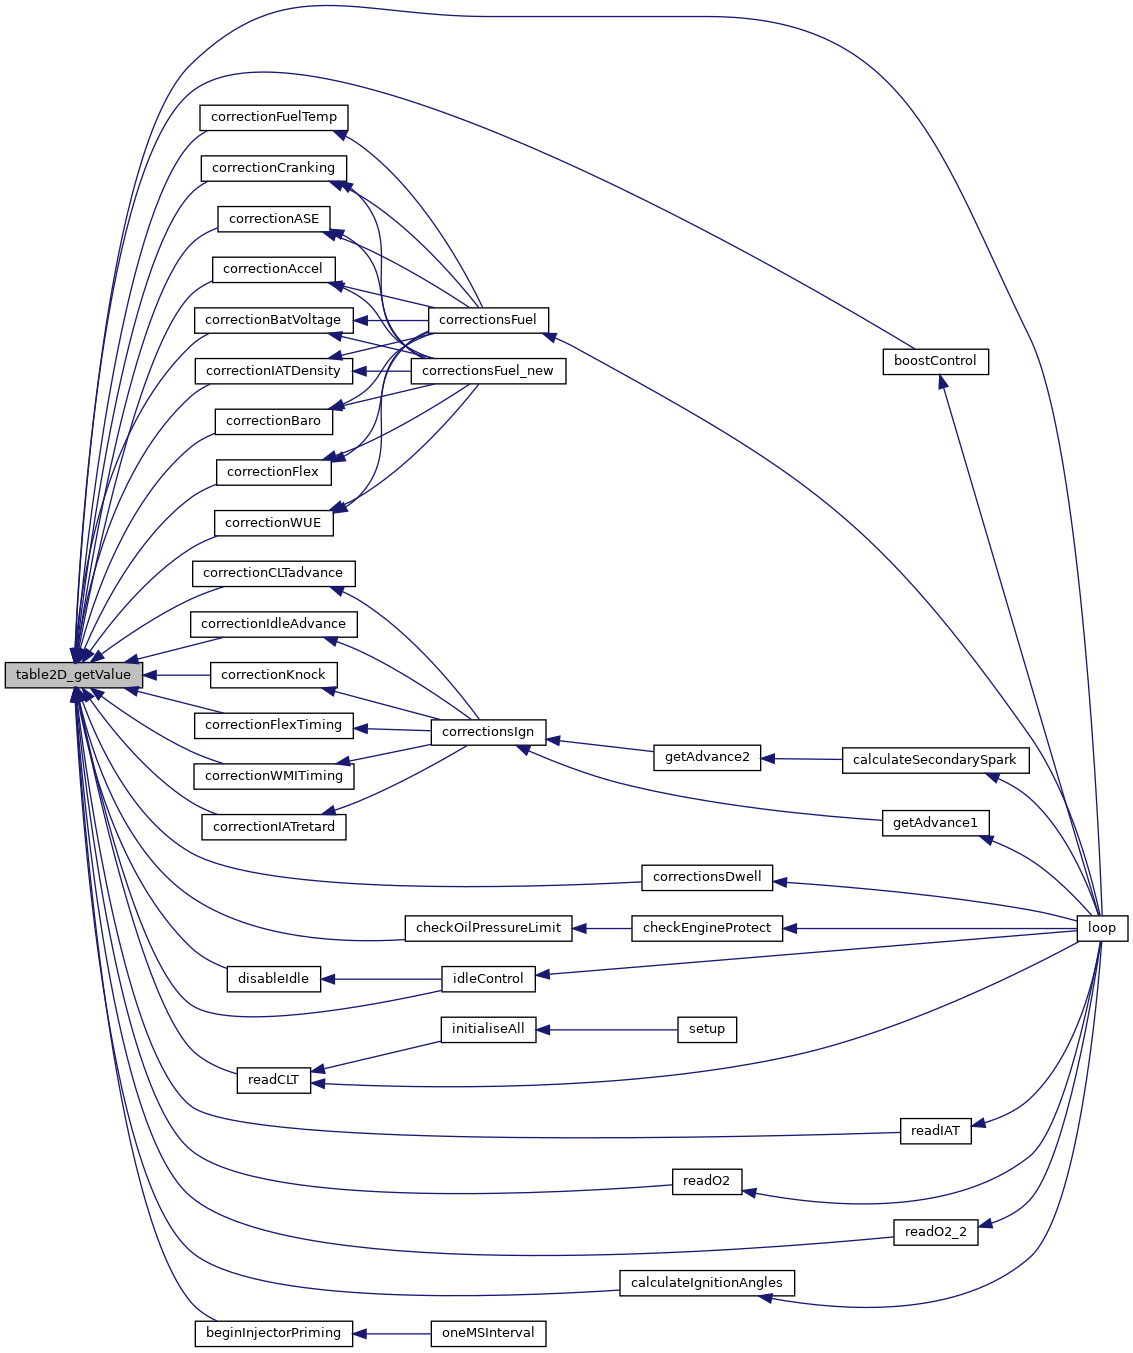 correctionFuelTemp
correctionCranking
correctionASE
correctionAccel
correctionBatVoltage
correctionsFuel
boostControl
correctionIATDensity
correctionsFuel_new
correctionBaro
correctionFlex
correctionWUE
correctionCLTadvance
correctionIdleAdvance
table2D_getValue
correctionKnock
correctionFlexTiming
correctionsIgn
getAdvance2
calculateSecondarySpark
correctionWMITiming
correctionIATretard
getAdvance1
correctionsDwell
checkOilPressureLimit
checkEngineProtect
loop
disableIdle
idleControl
initialiseAll
setup
readCLT
readIAT
readO2
readO2_2
calculateIgnitionAngles
beginInjectorPriming
oneMSInterval